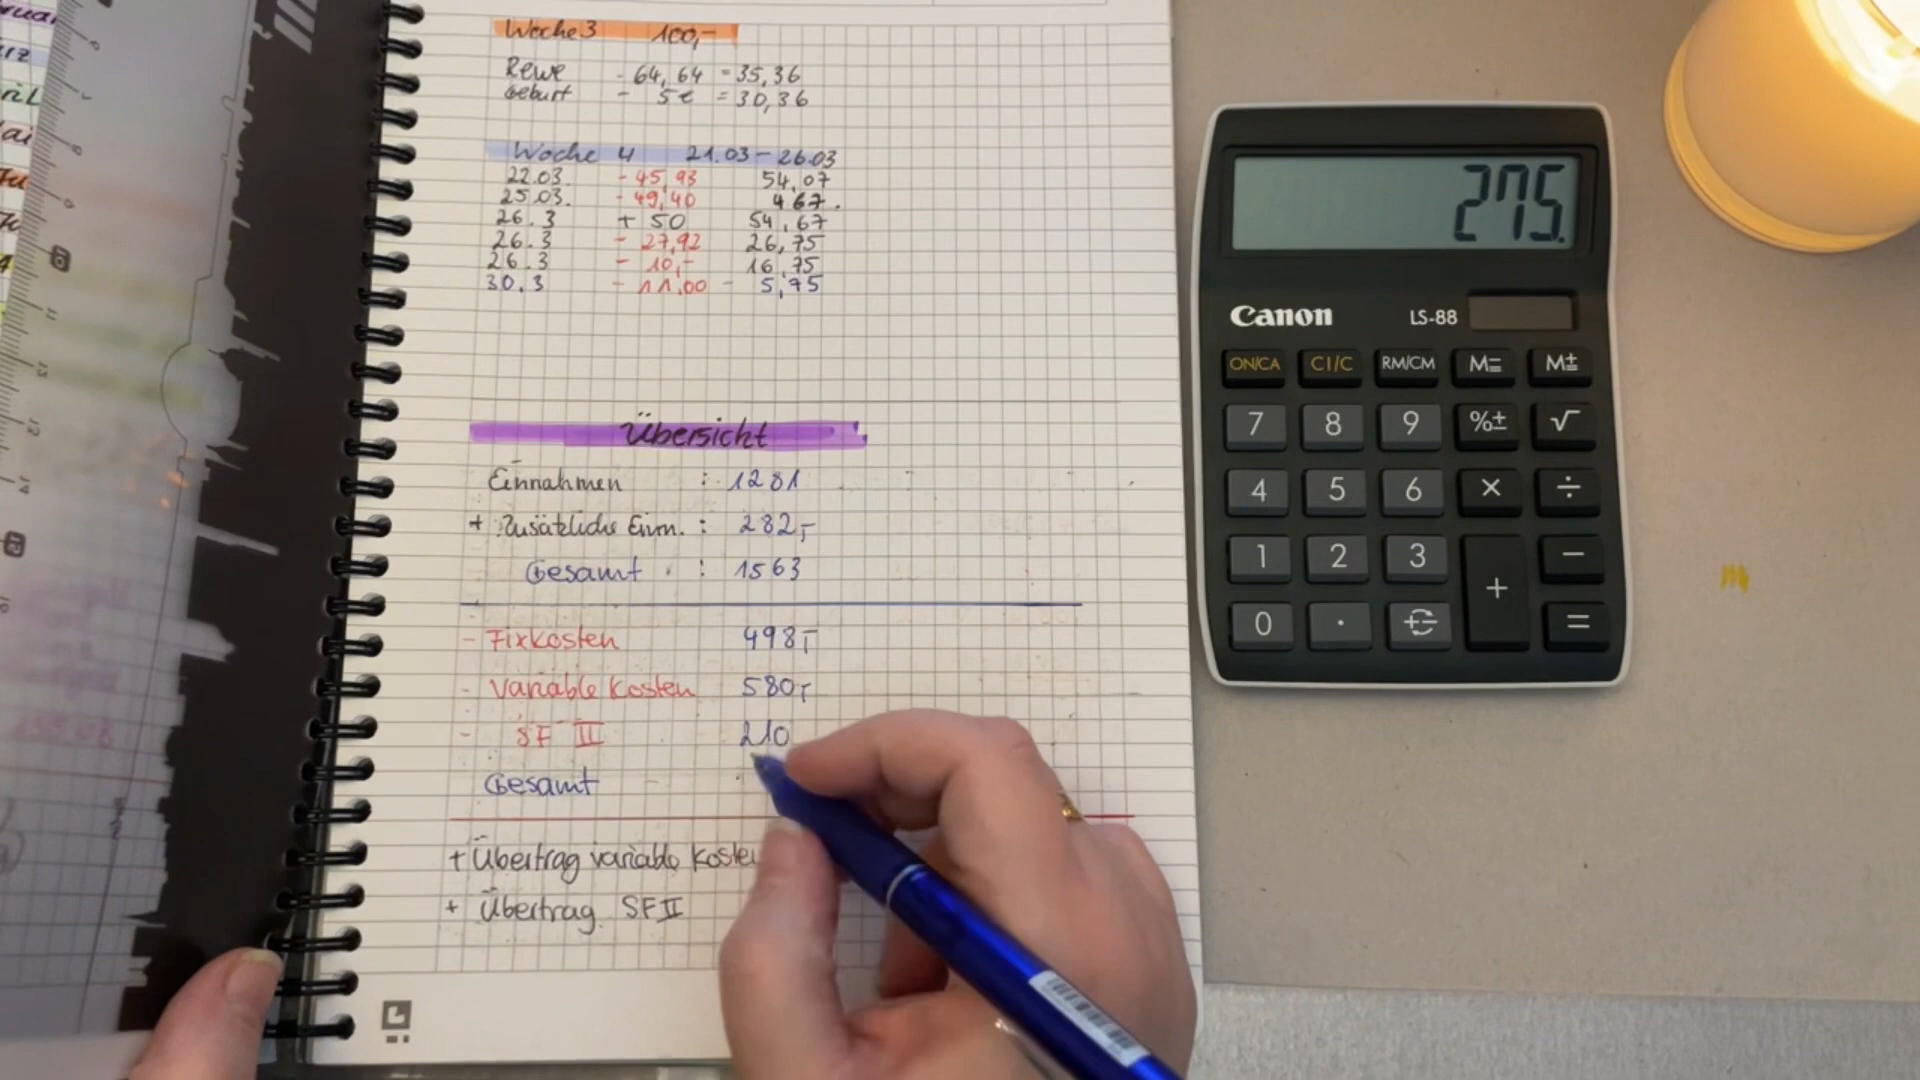 Woche 3 100,-
Rewe - 64,64 = 35,36
Geburt - 5€ = 30,36
Woche 4 21.03 - 26.03
22.03. - 45,93 54,07
25.03. - 49,40 4 67.
26.3 + 50 54,67
26.3 - 27,92 26,75
26.3 - 10,- 16,75
30.3 - 11,00 - 5,75
Übersicht
Einnahmen : 1281
+ Zusätzliche Einn. : 282,-
Gesamt : 1563
- Fixkosten 498,-
- Variable Kosten 580,-
- SF II 210
Gesamt
+ Übertrag variable Kosten
+ Übertrag SF II
275.
Canon LS-88
ON/CA CI/C RM/CM M= M±
7 8 9 %± √
4 5 6 × ÷
1 2 3 + −
0 . =